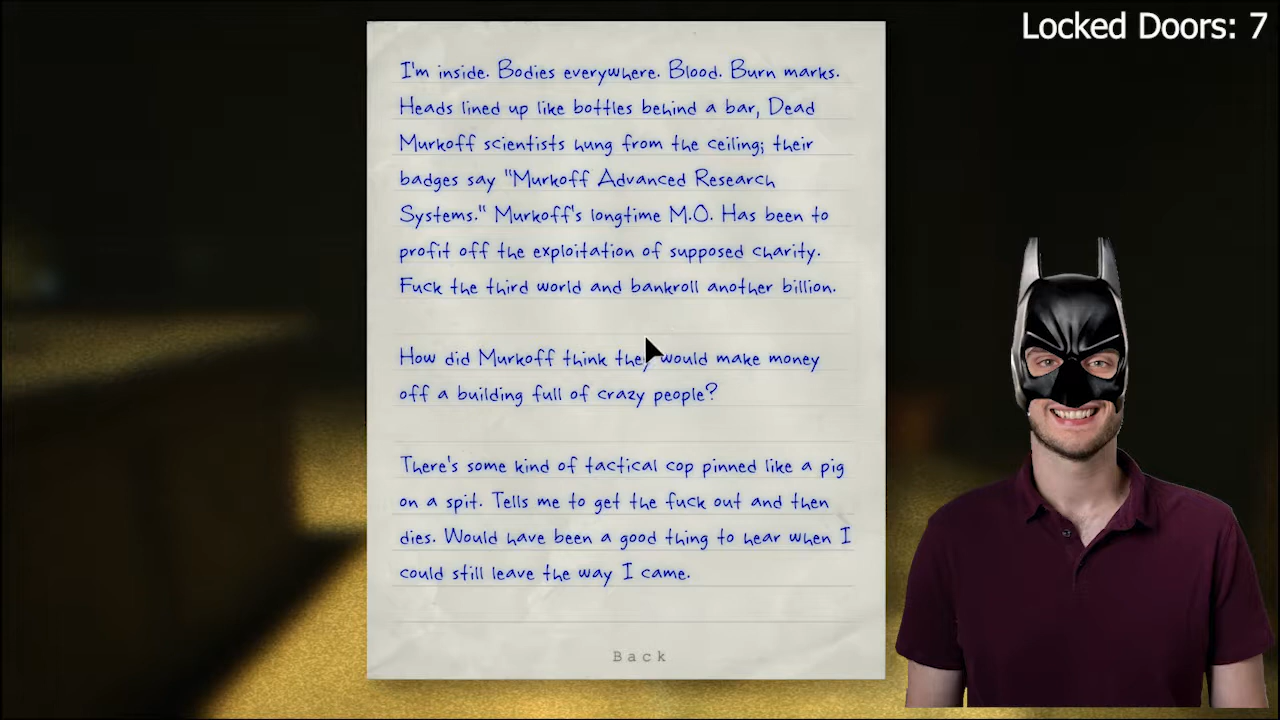 Locked Doors: 7
I'm inside. Bodies everywhere. Blood. Burn marks.
Heads lined up like bottles behind a bar, Dead
Murkoff scientists hung from the ceiling; their
badges say "Murkoff Advanced Research
Systems." Murkoff's longtime M.O. Has been to
profit off the exploitation of supposed charity.
Fuck the third world and bankroll another billion.
How did Murkoff think they would make money
off a building full of crazy people?
There's some kind of tactical cop pinned like a pig
on a spit. Tells me to get the fuck out and then
dies. Would have been a good thing to hear when I
could still leave the way I came.
Back